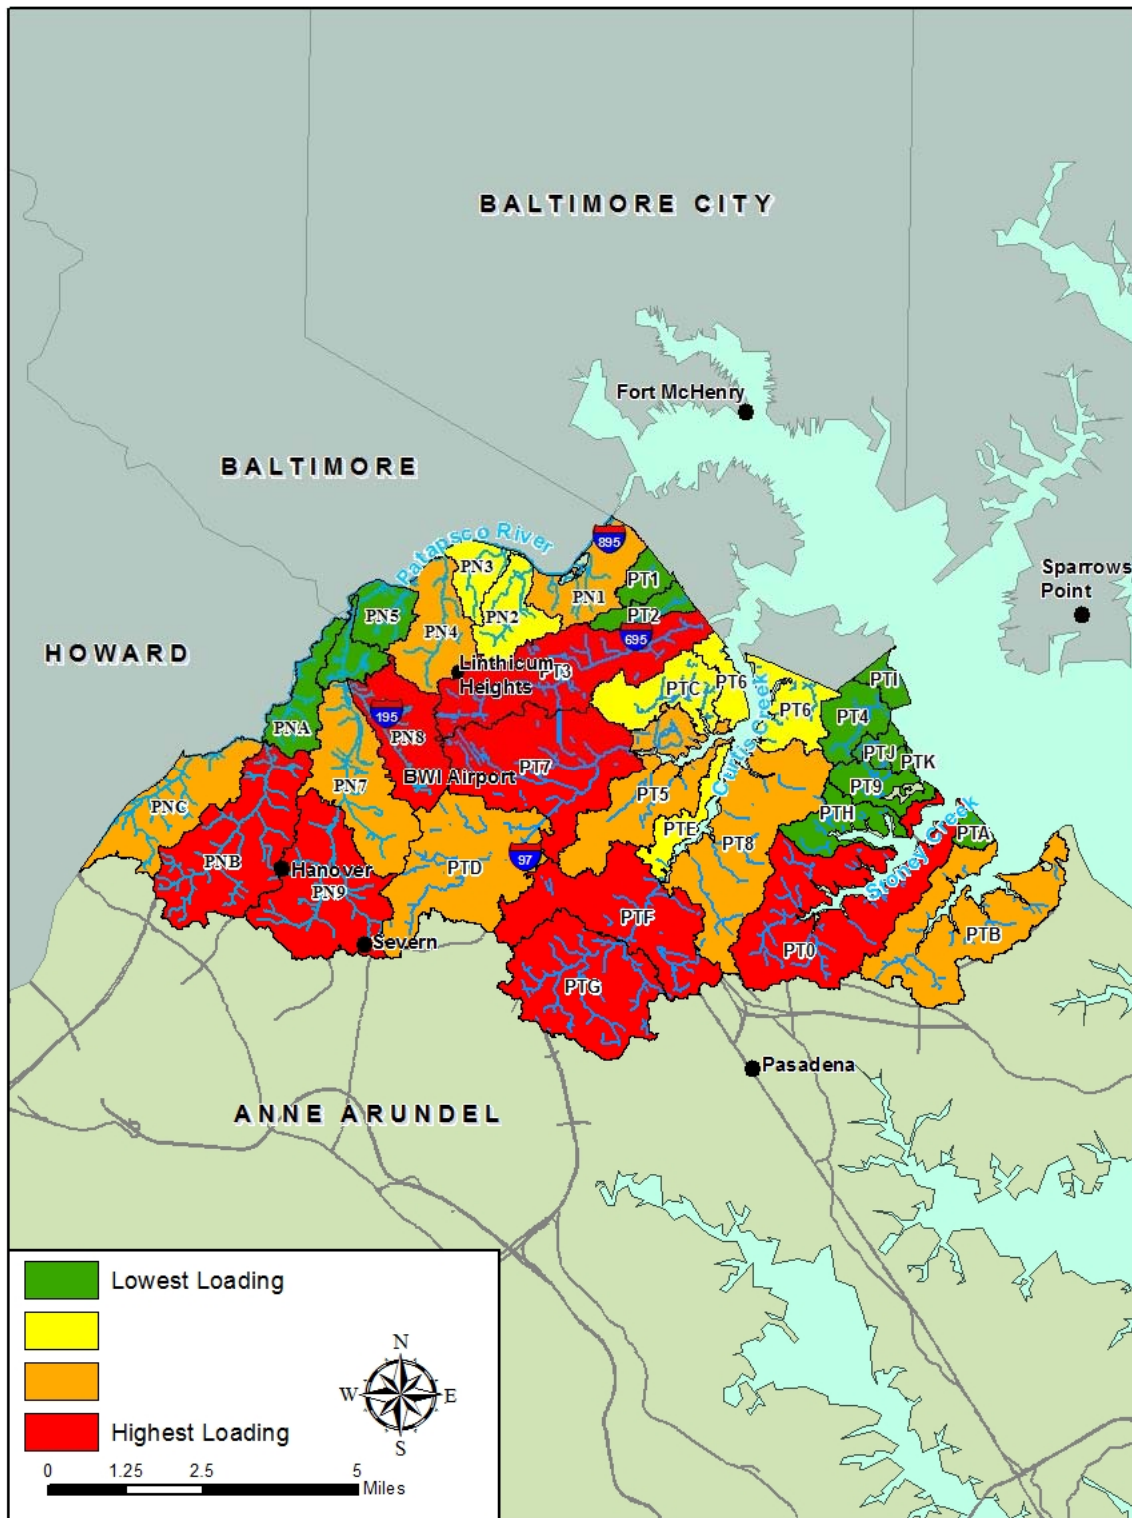 BALTIMORE CITY
Fort McHenry
BALTIMORE
Patapsco River
895
PN3
PT1
Sparrows
Point
PN2
PN1
PN5
PT2
PN4
695
HOWARD
Linthicum
Heights
PT3
PT6
PTI
PTC
PT6
PT4
195
PNA
PN8
Curtis Creek
PTJ
PTK
BWI Airport
PT7
PN7
PT5
PT9
PNC
PTH
PTE
PTA
PT8
Stoney Creek
PNB
Hanover
PTD
97
PN9
PTF
PTB
Severn
PT0
PTG
Pasadena
ANNE ARUNDEL
Lowest Loading
N
W
E
S
Highest Loading
0 1.25 2.5 5
Miles